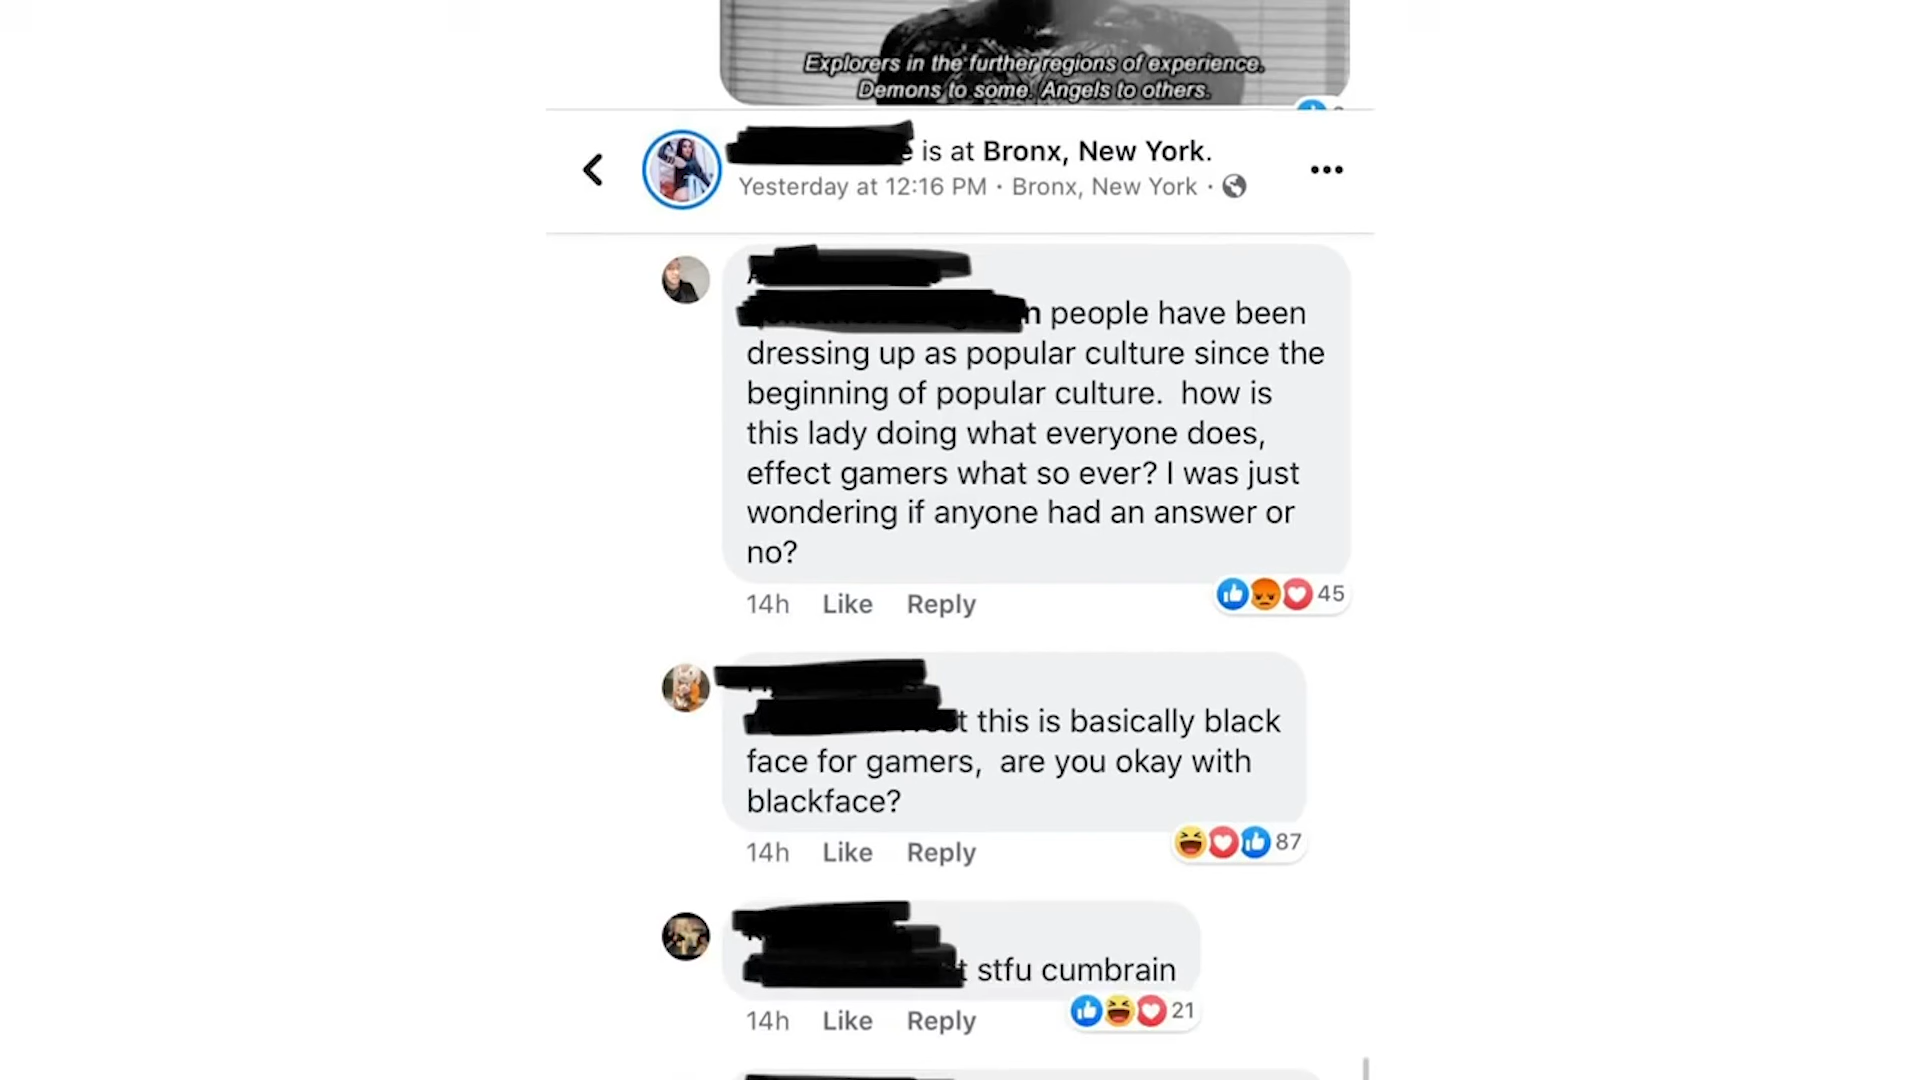 Explorers in the further regions of experience.
Demons to some. Angels to others.
is at Bronx, New York.
Yesterday at 12:16 PM · Bronx, New York ·
people have been
dressing up as popular culture since the
beginning of popular culture. how is
this lady doing what everyone does,
effect gamers what so ever? I was just
wondering if anyone had an answer or
no?
14h Like Reply 45
this is basically black
face for gamers, are you okay with
blackface?
14h Like Reply 87
stfu cumbrain
14h Like Reply 21